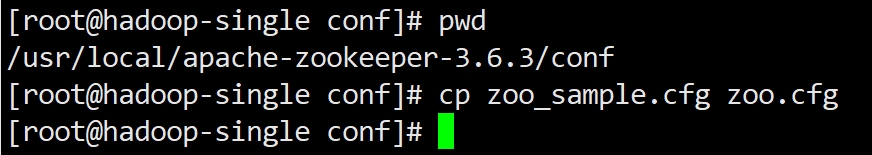 [root@hadoop-single conf]# pwd
/usr/local/apache-zookeeper-3.6.3/conf
[root@hadoop-single conf]# cp zoo_sample.cfg zoo.cfg
[root@hadoop-single conf]#